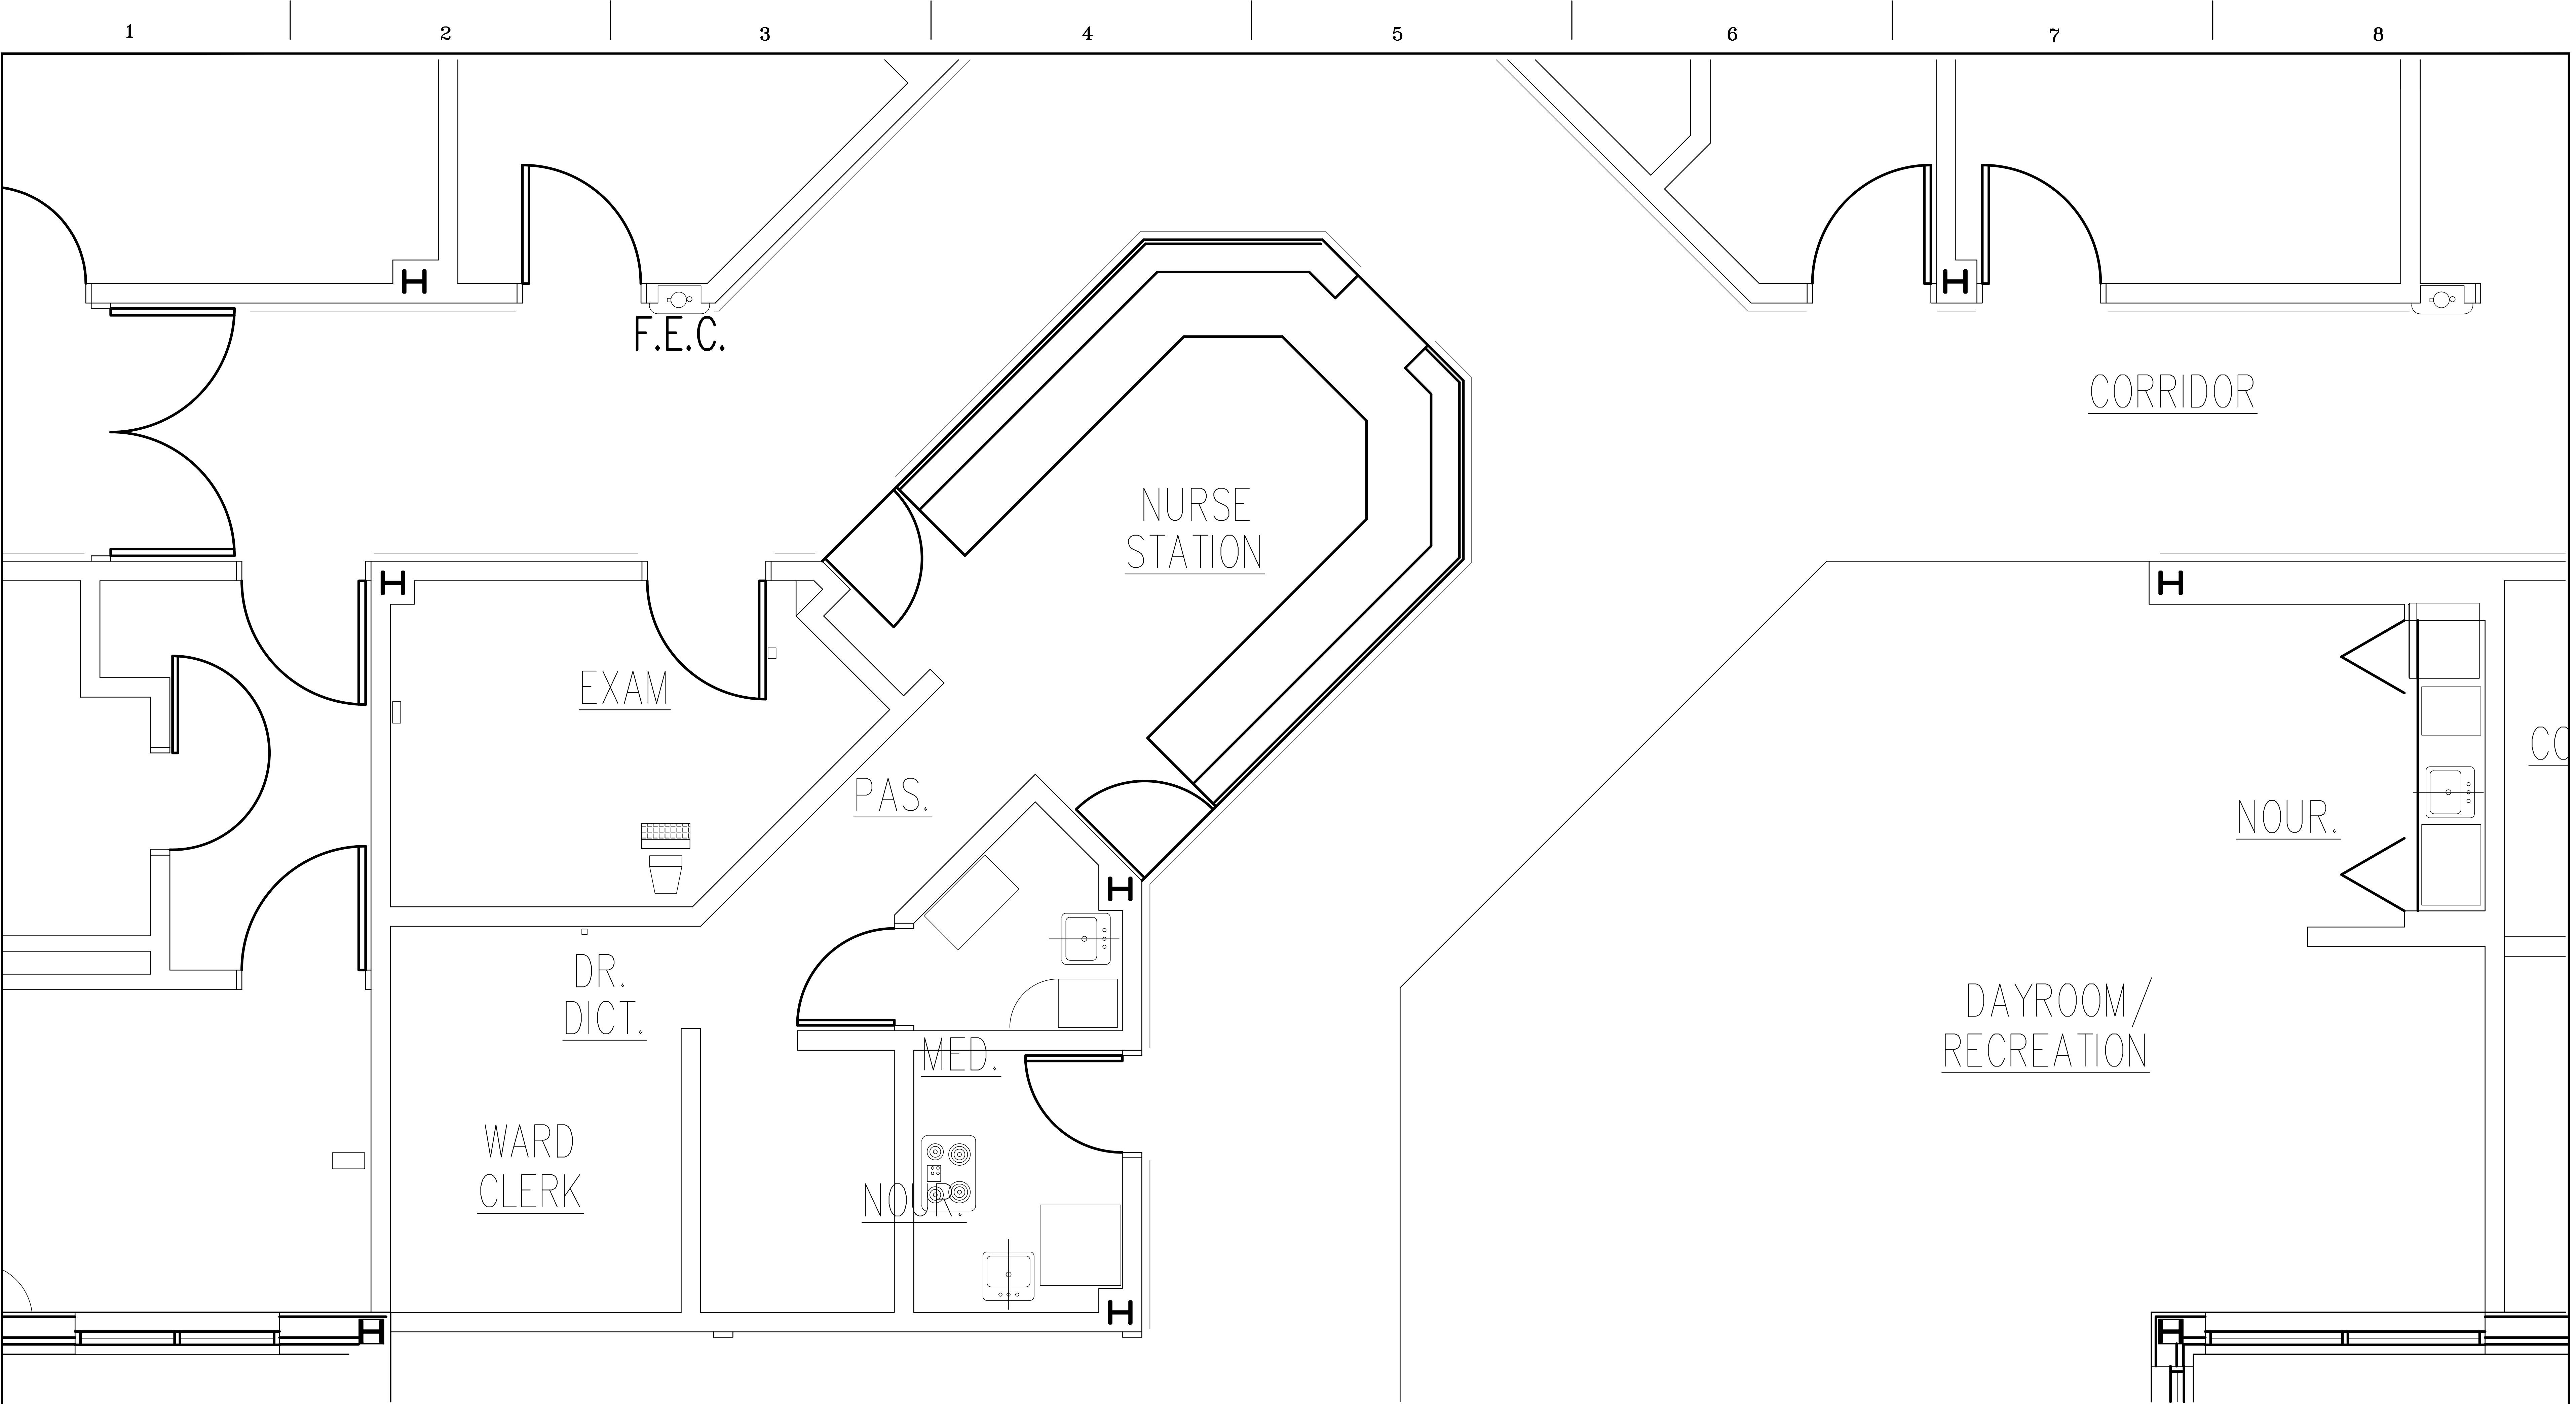 1 2 3 4 5 6 7 8
F.E.C.
CORRIDOR
NURSE
STATION
EXAM
PAS.
NOUR.
DR.
DICT.
MED.
DAYROOM/
RECREATION
WARD
CLERK
NOUR.